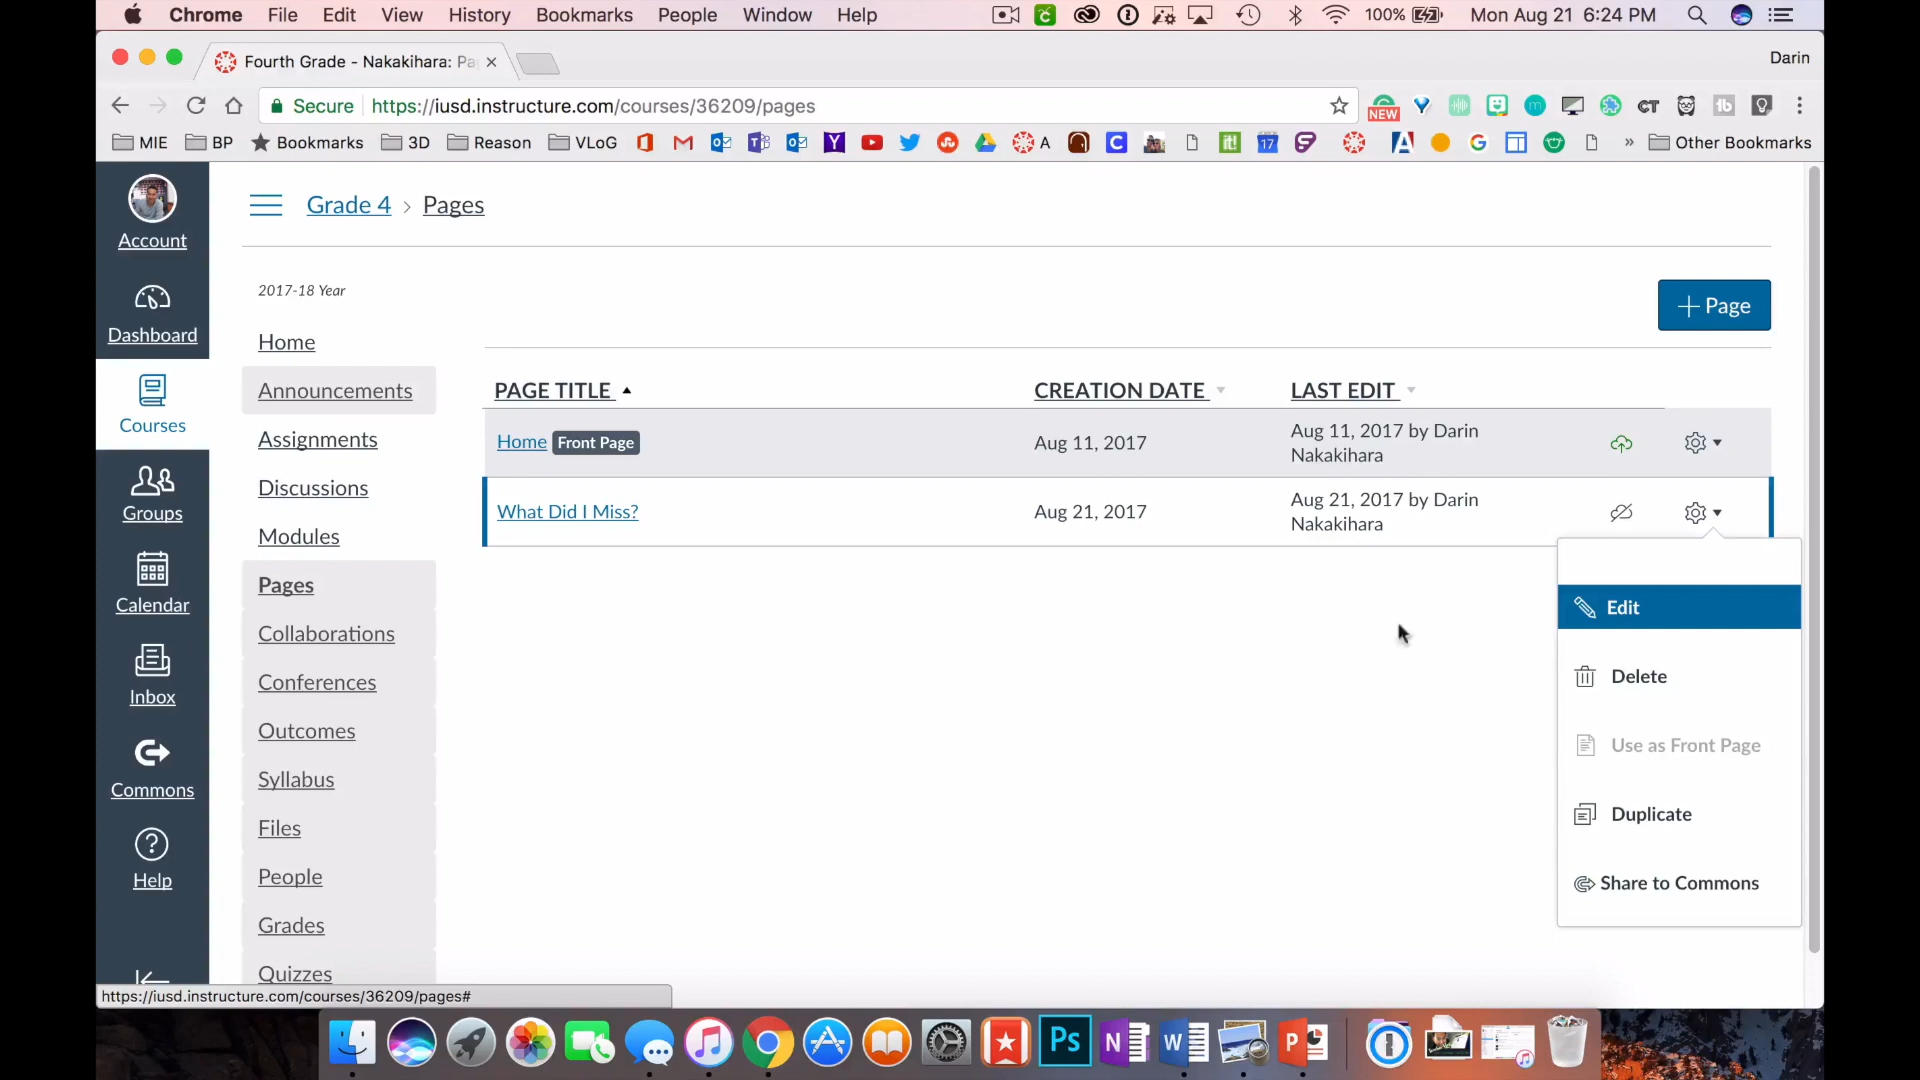 Chrome File Edit View History Bookmarks People Window Help 100% Mon Aug 21 6:24 PM
Fourth Grade - Nakakihara: Pa
Darin
Secure https://iusd.instructure.com/courses/36209/pages
NEW
CT
MIE BP Bookmarks 3D Reason VLoG A 17 » Other Bookmarks
Grade 4 > Pages
Account
Dashboard
Courses
Groups
Calendar
Inbox
Commons
Help
2017-18 Year
Home
Announcements
Assignments
Discussions
Modules
Pages
Collaborations
Conferences
Outcomes
Syllabus
Files
People
Grades
Quizzes
+ Page
PAGE TITLE CREATION DATE LAST EDIT
Home Front Page Aug 11, 2017 Aug 11, 2017 by Darin
Nakakihara
What Did I Miss? Aug 21, 2017 Aug 21, 2017 by Darin
Nakakihara
Edit
Delete
Use as Front Page
Duplicate
Share to Commons
https://iusd.instructure.com/courses/36209/pages#
Ps N W P